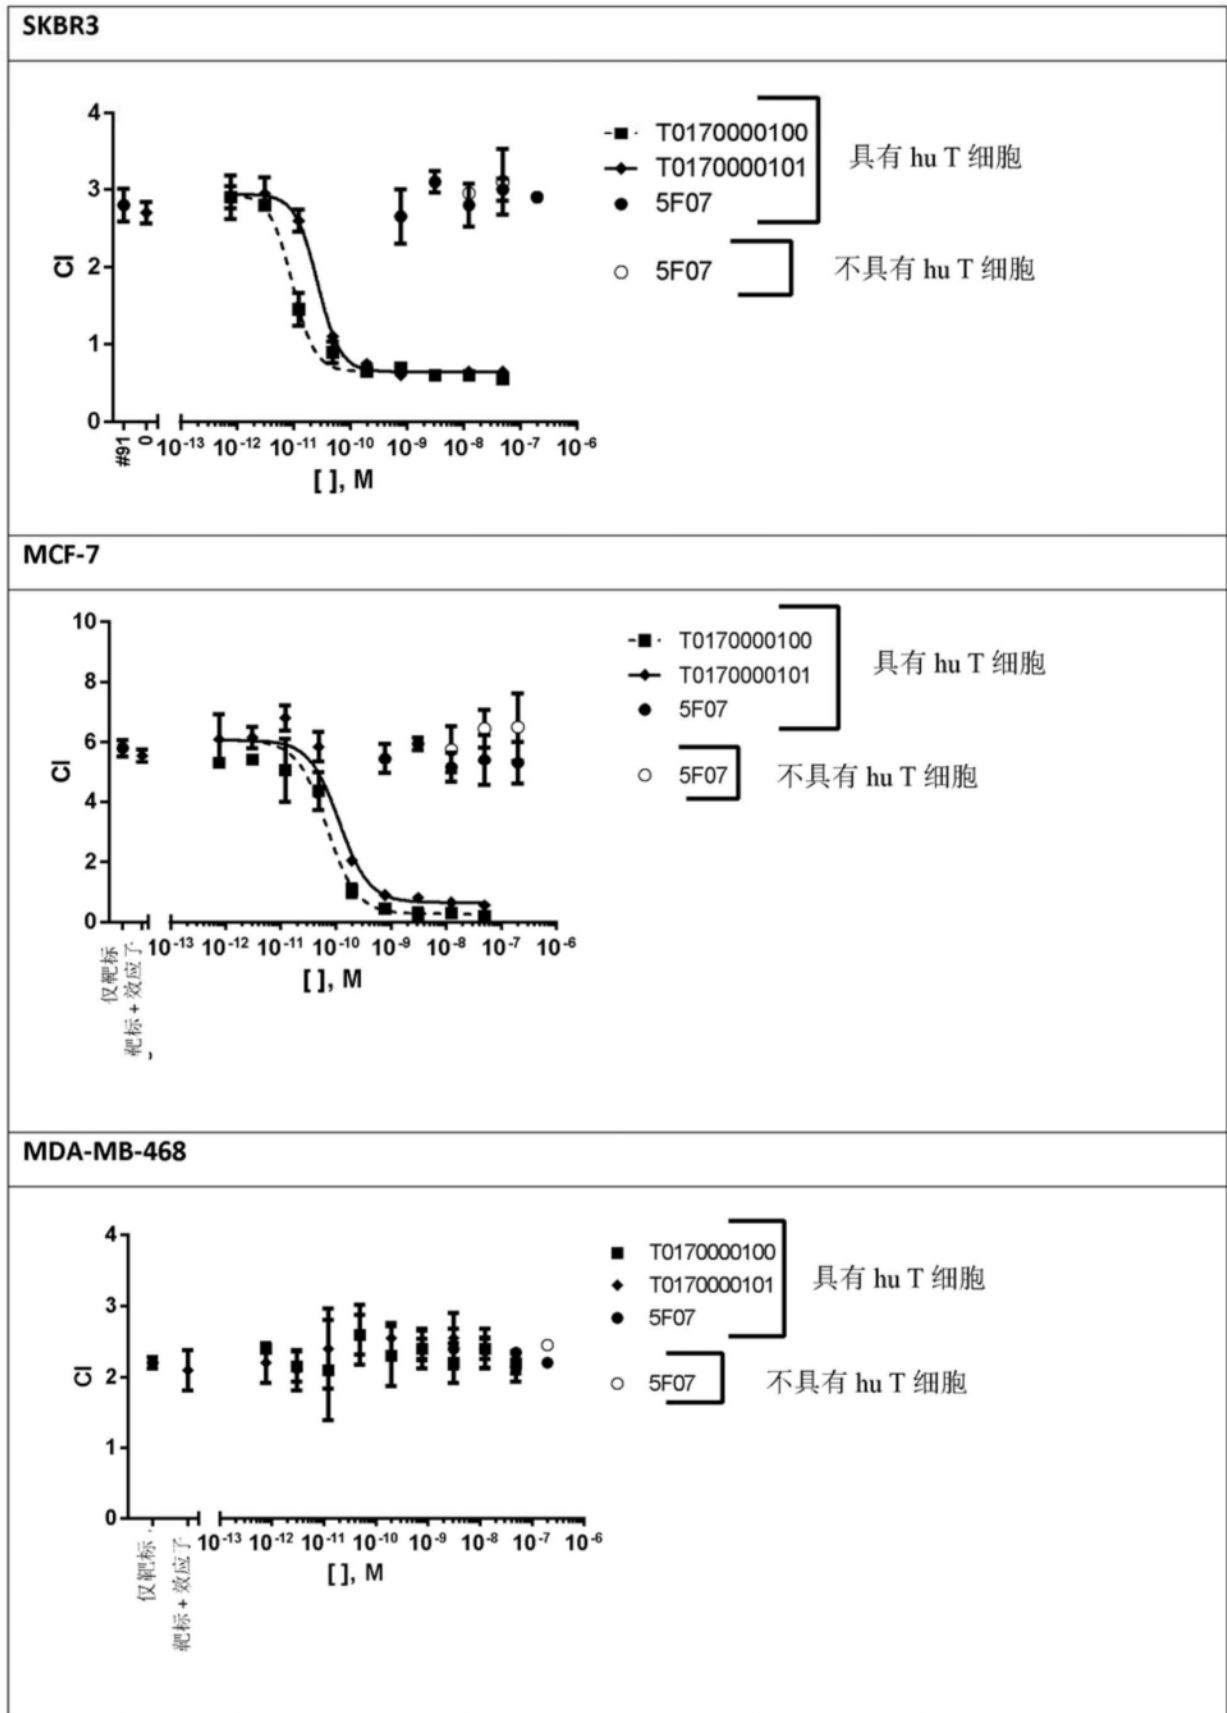 SKBR3
4
3
2
1
0
CI
#91
0
10-13 10-12 10-11 10-10 10-9 10-8 10-7 10-6
[ ], M
T0170000100
T0170000101
5F07
具有 hu T 细胞
5F07
不具有 hu T 细胞
MCF-7
10
8
6
4
2
0
CI
仅靶标
靶标 + 效应子
10-13 10-12 10-11 10-10 10-9 10-8 10-7 10-6
[ ], M
T0170000100
T0170000101
5F07
具有 hu T 细胞
5F07
不具有 hu T 细胞
MDA-MB-468
4
3
2
1
0
CI
仅靶标
靶标 + 效应子
10-13 10-12 10-11 10-10 10-9 10-8 10-7 10-6
[ ], M
T0170000100
T0170000101
5F07
具有 hu T 细胞
5F07
不具有 hu T 细胞